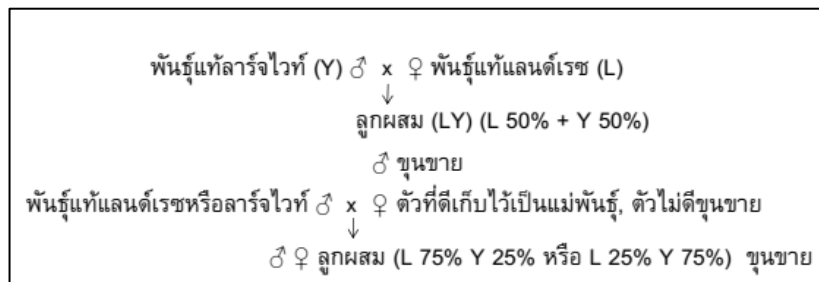 พันธุ์แท้ลาร์จไวท์ (Y) ♂ x ♀ พันธุ์แท้แลนด์เรซ (L)
↓
ลูกผสม (LY) (L 50% + Y 50%)
♂ ขุนขาย
พันธุ์แท้แลนด์เรซหรือลาร์จไวท์ ♂ x ♀ ตัวที่ดีเก็บไว้เป็นแม่พันธุ์, ตัวไม่ดีขุนขาย
↓
♂ ♀ ลูกผสม (L 75% Y 25% หรือ L 25% Y 75%) ขุนขาย